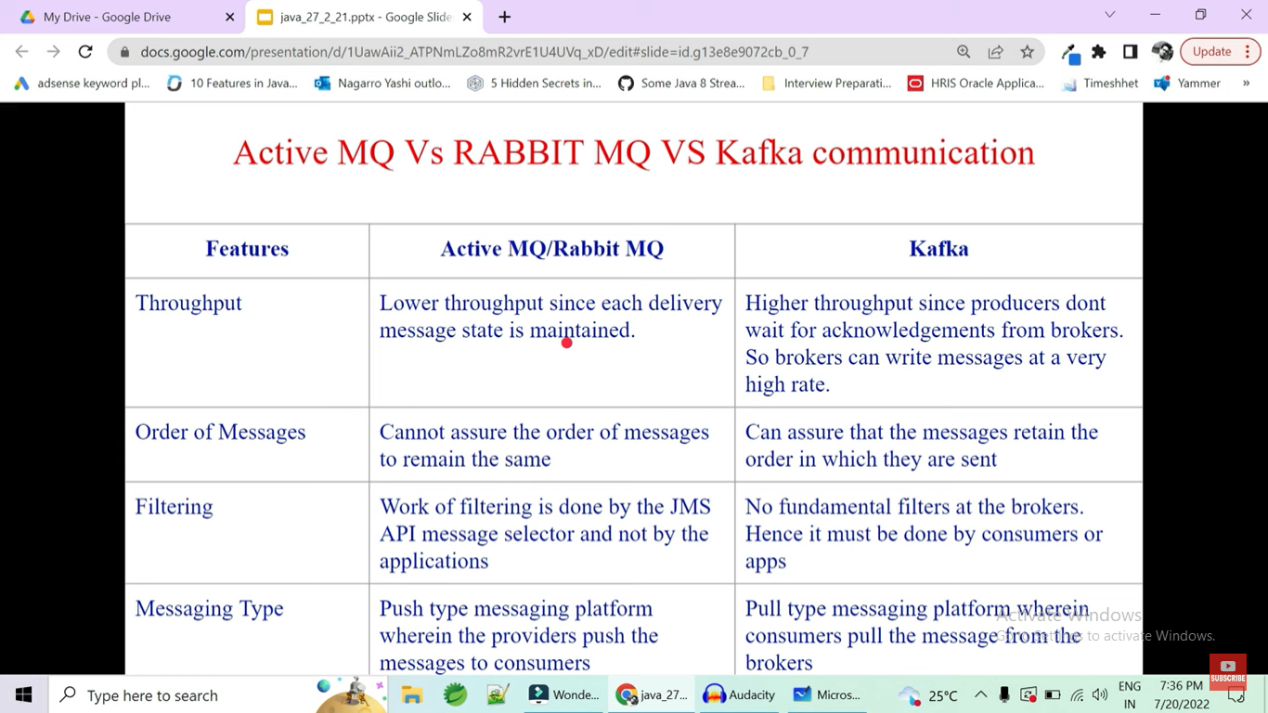 My Drive - Google Drive
java_27_2_21.pptx - Google Slide
docs.google.com/presentation/d/1UawAii2_ATPNmLZo8mR2vrE1U4UVq_xD/edit#slide=id.g13e8e9072cb_0_7
Update
adsense keyword pl...
10 Features in Java...
Nagarro Yashi outlo...
5 Hidden Secrets in...
Some Java 8 Strea...
Interview Preparati...
HRIS Oracle Applica...
Timeshhet
Yammer
»
Active MQ Vs RABBIT MQ VS Kafka communication
Features
Active MQ/Rabbit MQ
Kafka
Throughput
Lower throughput since each delivery
message state is maintained.
Higher throughput since producers dont
wait for acknowledgements from brokers.
So brokers can write messages at a very
high rate.
Order of Messages
Cannot assure the order of messages
to remain the same
Can assure that the messages retain the
order in which they are sent
Filtering
Work of filtering is done by the JMS
API message selector and not by the
applications
No fundamental filters at the brokers.
Hence it must be done by consumers or
apps
Messaging Type
Push type messaging platform
wherein the providers push the
messages to consumers
Pull type messaging platform wherein
consumers pull the message from the
brokers
Activate Windows
Go to Settings to activate Windows.
SUBSCRIBE
Type here to search
Wonde...
java_27...
Audacity
Micros...
25°C
ENG
IN
7:36 PM
7/20/2022